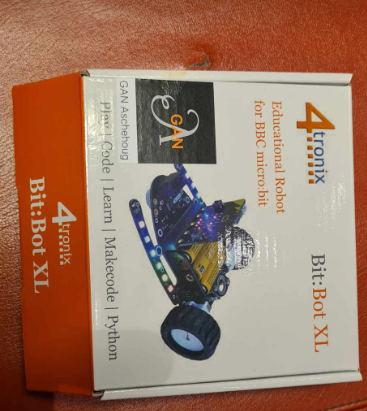 4tronix
Bit:Bot XL
Educational Robot
for BBC micro:bit
GAN
GAN Aschehoug
Play | Code | Learn | Makecode | Python
4tronix
Bit:Bot XL